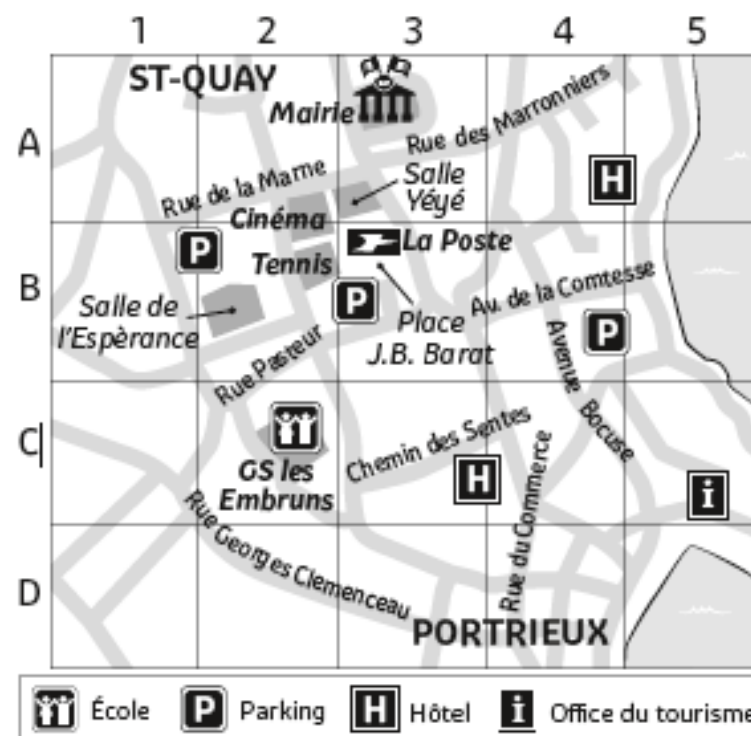 1 2 3 4 5
ST-QUAY
Mairie
A
Rue des Marronniers
Salle
Yéyé
H
Rue de la Marne
Cinéma
P
La Poste
Tennis
B
Av. de la Comtesse
P
Salle de
l'Espèrance
Place
J.B. Barat
P
Rue Pasteur
Avenue Bocuse
C
GS les
Embruns
Chemin des Sentes
H
i
Rue du Commerce
Rue Georges Clemenceau
D
PORTRIEUX
École P Parking H Hôtel i Office du tourisme